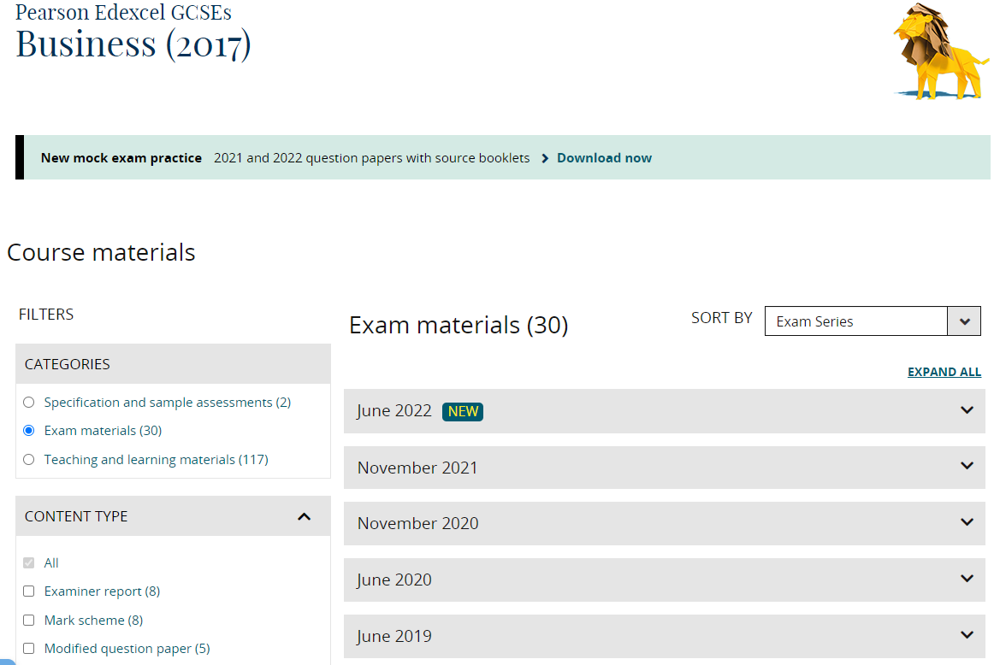 Pearson Edexcel GCSEs
Business (2017)
New mock exam practice 2021 and 2022 question papers with source booklets > Download now
Course materials
FILTERS
CATEGORIES
Specification and sample assessments (2)
Exam materials (30)
Teaching and learning materials (117)
CONTENT TYPE
All
Examiner report (8)
Mark scheme (8)
Modified question paper (5)
Exam materials (30)
SORT BY Exam Series
EXPAND ALL
June 2022 NEW
November 2021
November 2020
June 2020
June 2019